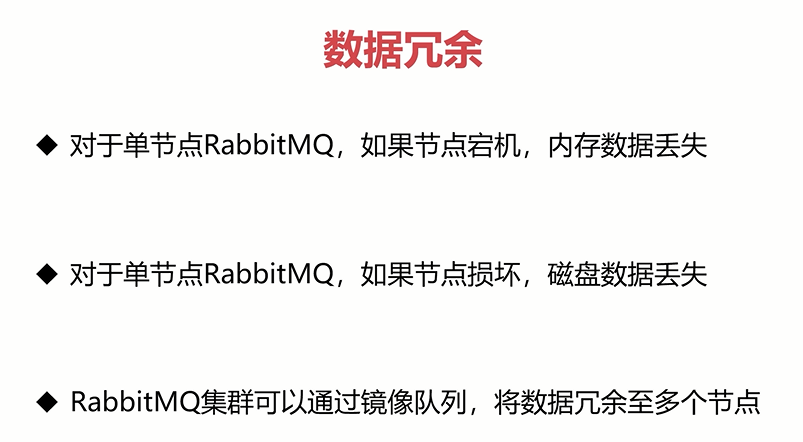 数据冗余
◆ 对于单节点RabbitMQ，如果节点宕机，内存数据丢失
◆ 对于单节点RabbitMQ，如果节点损坏，磁盘数据丢失
◆ RabbitMQ集群可以通过镜像队列，将数据冗余至多个节点